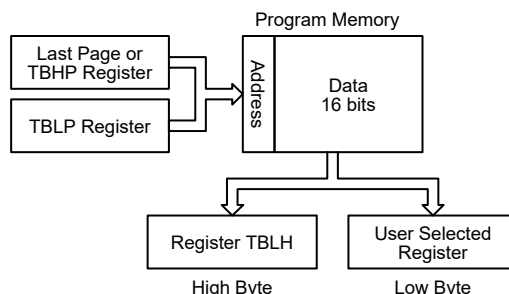 Program Memory
Last Page or
TBHP Register
TBLP Register
Address
Data
16 bits
Register TBLH
User Selected
Register
High Byte
Low Byte